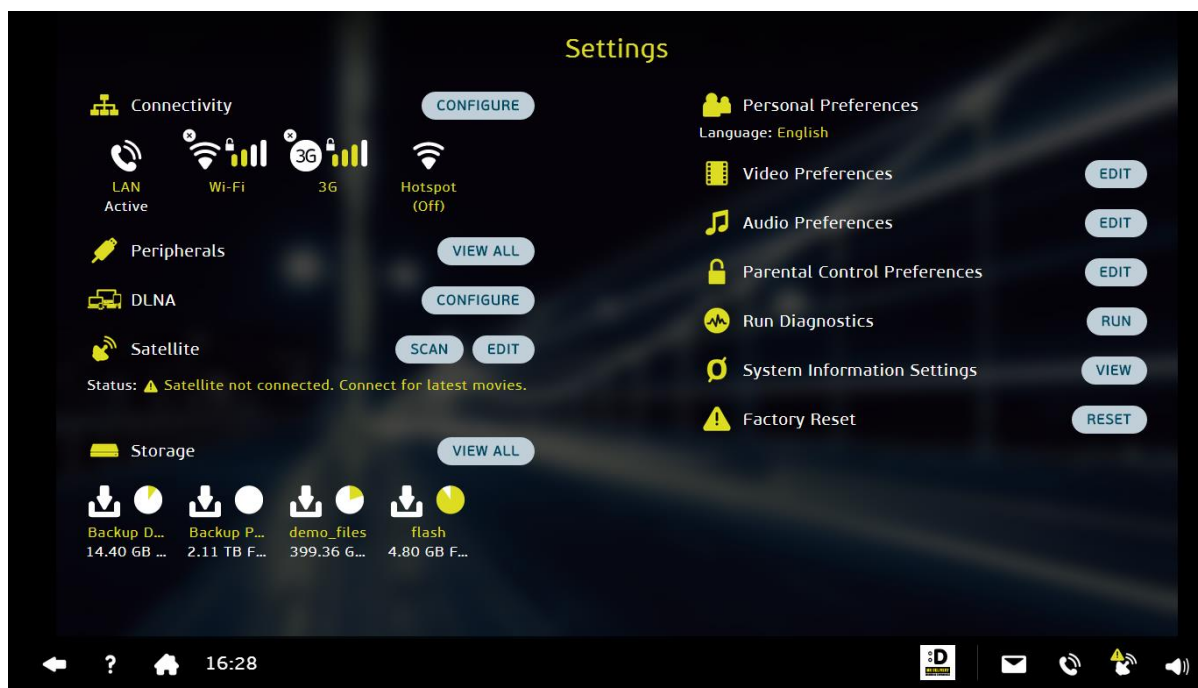 Settings
Connectivity
CONFIGURE
3G
LAN
Active
Wi-Fi
3G
Hotspot
(Off)
Peripherals
VIEW ALL
DLNA
CONFIGURE
Satellite
SCAN
EDIT
Status: Satellite not connected. Connect for latest movies.
Storage
VIEW ALL
Backup D...
14.40 GB ...
Backup P...
2.11 TB F...
demo_files
399.36 G...
flash
4.80 GB F...
Personal Preferences
Language: English
Video Preferences
EDIT
Audio Preferences
EDIT
Parental Control Preferences
EDIT
Run Diagnostics
RUN
System Information Settings
VIEW
Factory Reset
RESET
?
16:28
:D